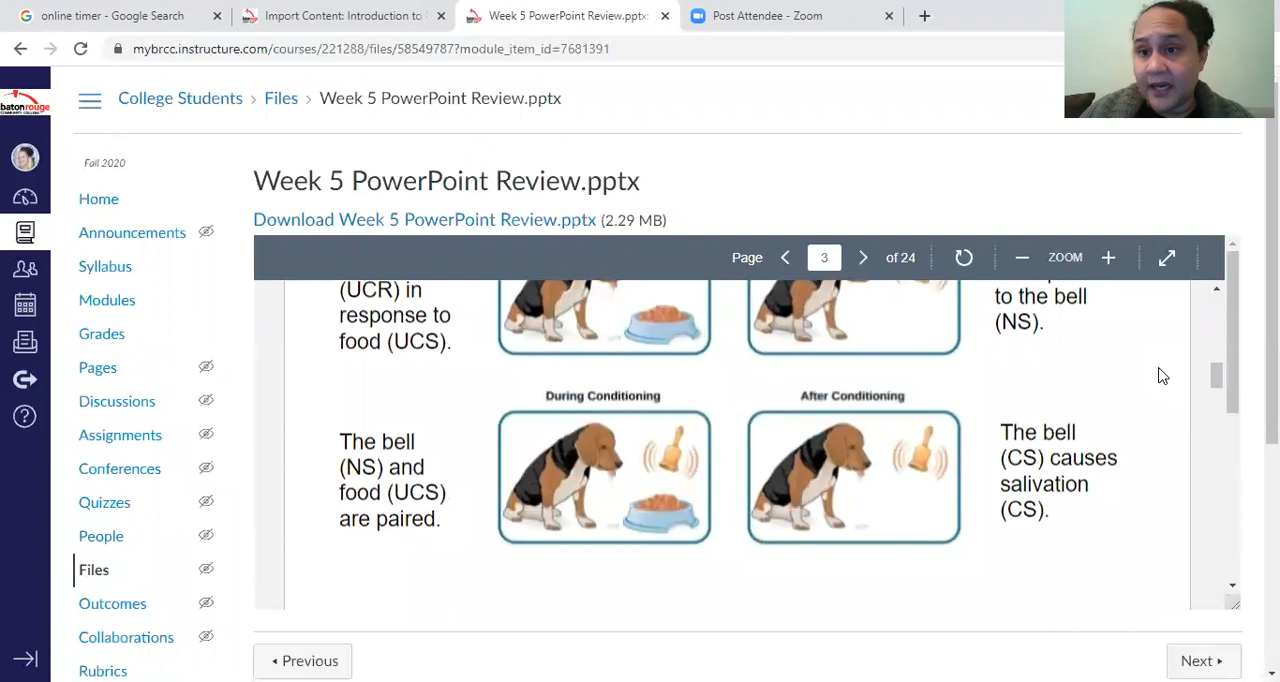 online timer - Google Search
Import Content: Introduction to
Week 5 PowerPoint Review.pptx:
Post Attendee - Zoom
mybrcc.instructure.com/courses/221288/files/58549787?module_item_id=7681391
batonrouge
COMMUNITY COLLEGE
College Students > Files > Week 5 PowerPoint Review.pptx
Fall 2020
Home
Announcements
Syllabus
Modules
Grades
Pages
Discussions
Assignments
Conferences
Quizzes
People
Files
Outcomes
Collaborations
Rubrics
Week 5 PowerPoint Review.pptx
Download Week 5 PowerPoint Review.pptx (2.29 MB)
Page 3 of 24 ZOOM
(UCR) in
response to
food (UCS).
to the bell
(NS).
During Conditioning
After Conditioning
The bell
(NS) and
food (UCS)
are paired.
The bell
(CS) causes
salivation
(CS).
Previous
Next